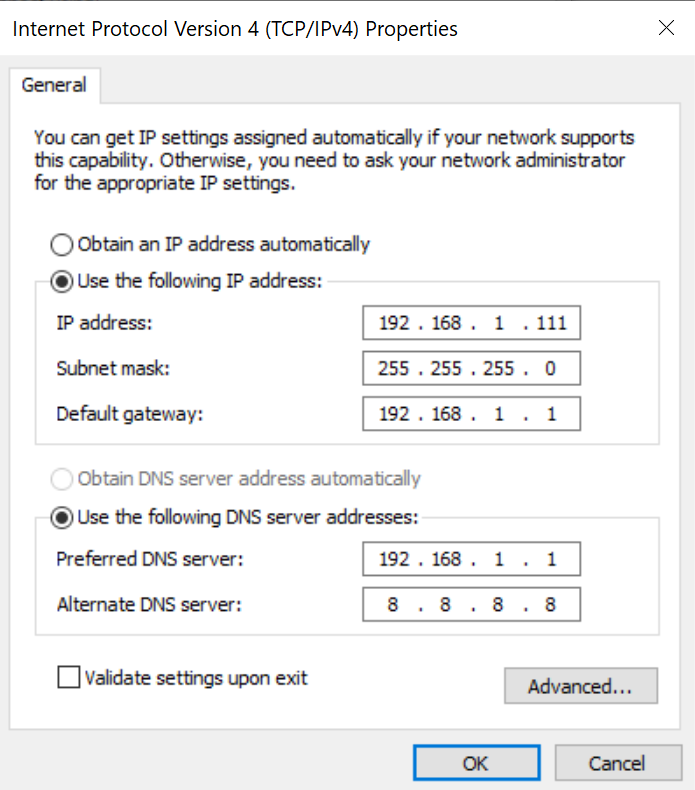 Internet Protocol Version 4 (TCP/IPv4) Properties
General
You can get IP settings assigned automatically if your network supports
this capability. Otherwise, you need to ask your network administrator
for the appropriate IP settings.
Obtain an IP address automatically
Use the following IP address:
IP address: 192 . 168 . 1 . 111
Subnet mask: 255 . 255 . 255 . 0
Default gateway: 192 . 168 . 1 . 1
Obtain DNS server address automatically
Use the following DNS server addresses:
Preferred DNS server: 192 . 168 . 1 . 1
Alternate DNS server: 8 . 8 . 8 . 8
Validate settings upon exit
Advanced...
OK Cancel